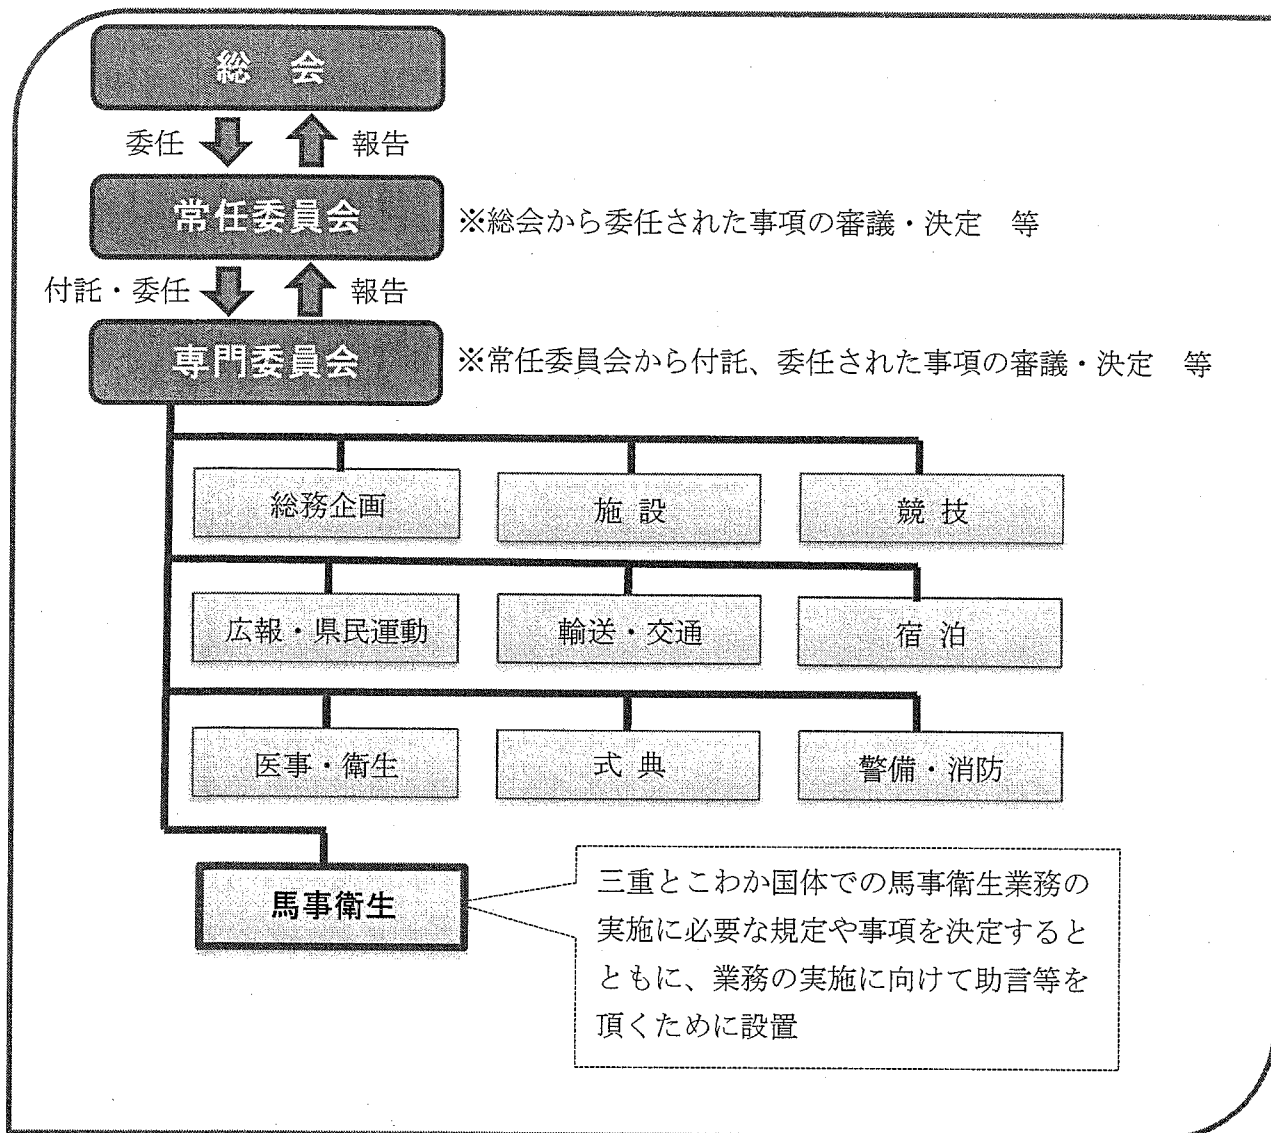 総　会
委任　報告
常任委員会　※総会から委任された事項の審議・決定　等
付託・委任　報告
専門委員会　※常任委員会から付託、委任された事項の審議・決定　等
総務企画　施 設　競 技
広報・県民運動　輸送・交通　宿 泊
医事・衛生　式 典　警備・消防
馬事衛生
三重とこわか国体での馬事衛生業務の
実施に必要な規定や事項を決定すると
ともに、業務の実施に向けて助言等を
頂くために設置